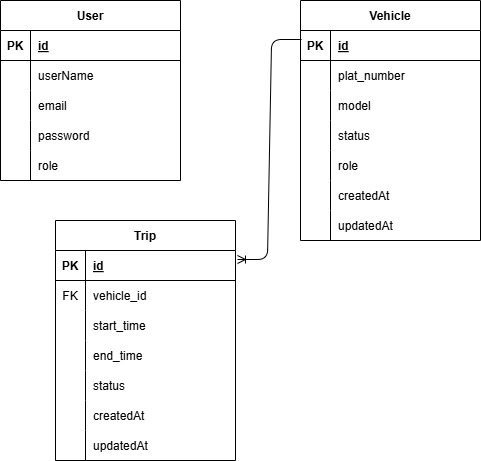 User
PK id
userName
email
password
role
Vehicle
PK id
plat_number
model
status
role
createdAt
updatedAt
Trip
PK id
FK vehicle_id
start_time
end_time
status
createdAt
updatedAt